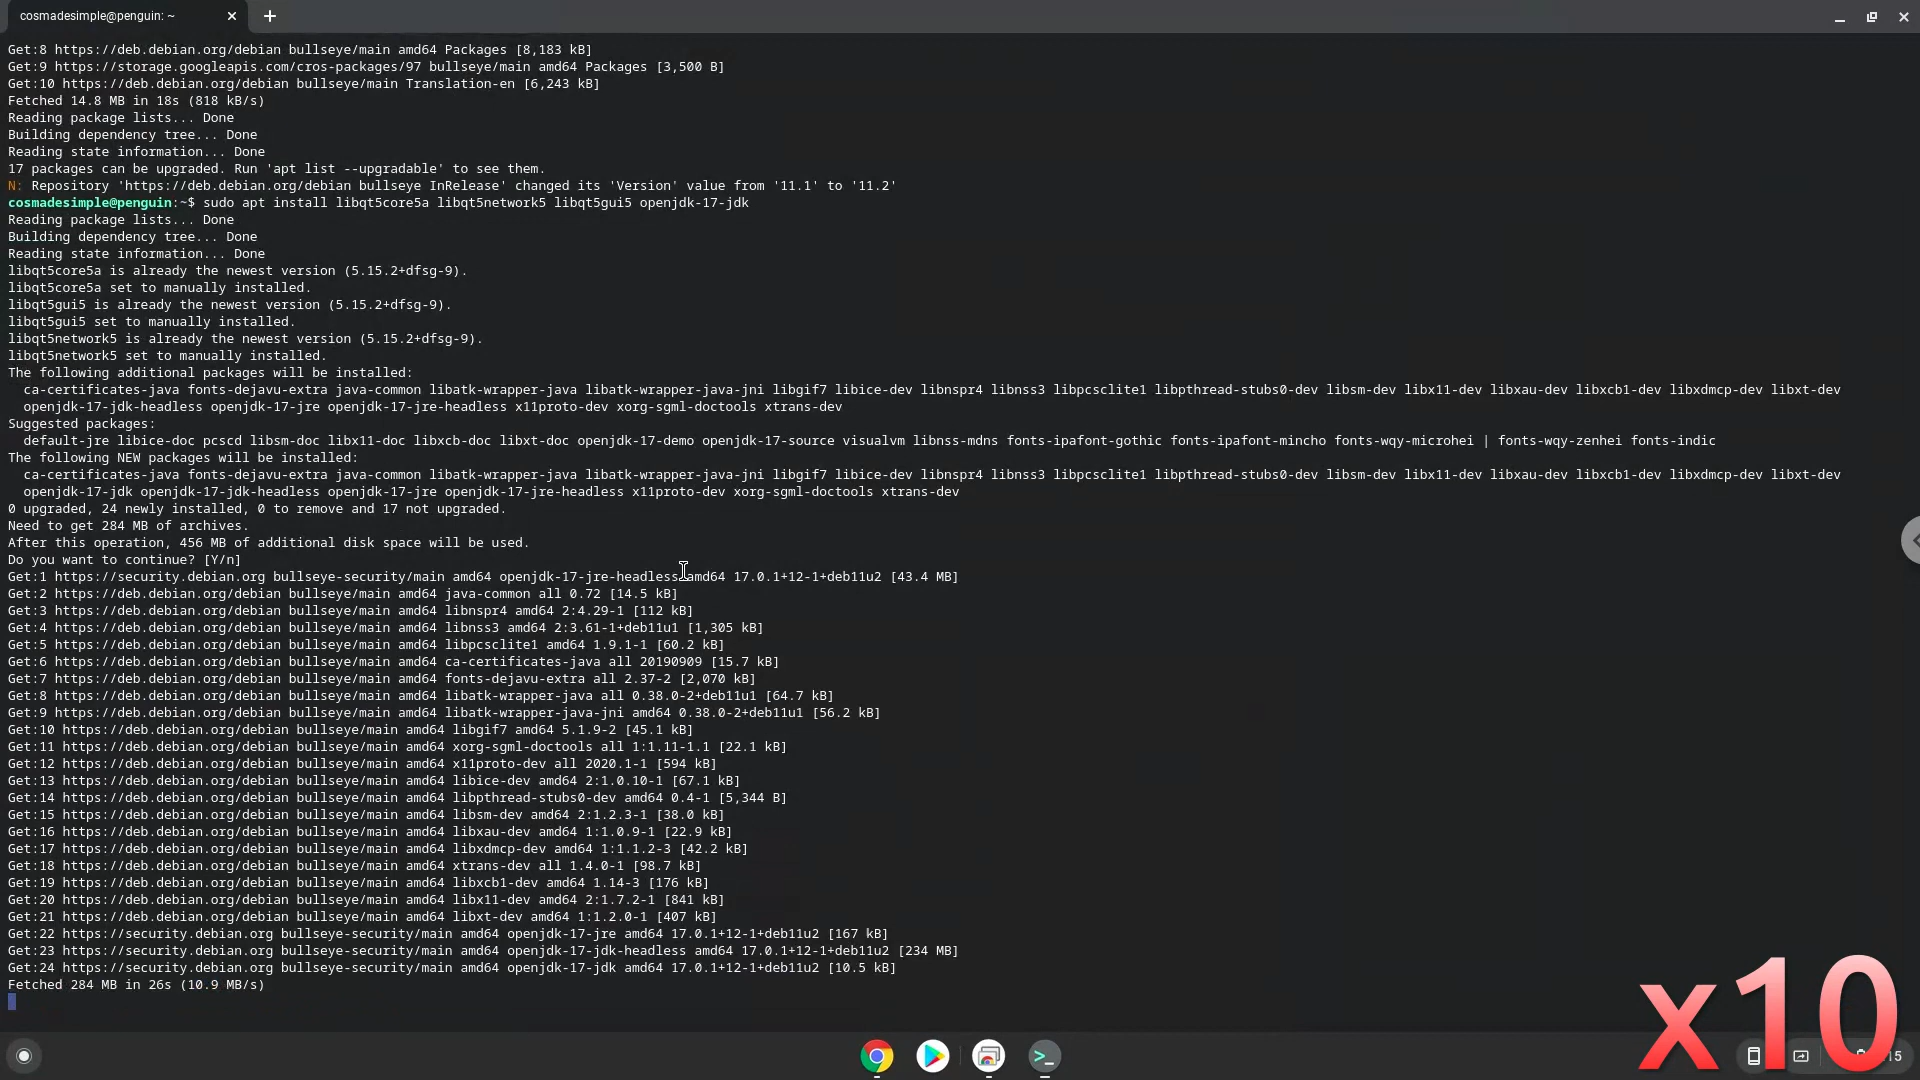 cosmadesimple@penguin: ~
Get:8 https://deb.debian.org/debian bullseye/main amd64 Packages [8,183 kB]
Get:9 https://storage.googleapis.com/cros-packages/97 bullseye/main amd64 Packages [3,500 B]
Get:10 https://deb.debian.org/debian bullseye/main Translation-en [6,243 kB]
Fetched 14.8 MB in 18s (818 kB/s)
Reading package lists... Done
Building dependency tree... Done
Reading state information... Done
17 packages can be upgraded. Run 'apt list --upgradable' to see them.
N: Repository 'https://deb.debian.org/debian bullseye InRelease' changed its 'Version' value from '11.1' to '11.2'
cosmadesimple@penguin:~$ sudo apt install libqt5core5a libqt5network5 libqt5gui5 openjdk-17-jdk
Reading package lists... Done
Building dependency tree... Done
Reading state information... Done
libqt5core5a is already the newest version (5.15.2+dfsg-9).
libqt5core5a set to manually installed.
libqt5gui5 is already the newest version (5.15.2+dfsg-9).
libqt5gui5 set to manually installed.
libqt5network5 is already the newest version (5.15.2+dfsg-9).
libqt5network5 set to manually installed.
The following additional packages will be installed:
ca-certificates-java fonts-dejavu-extra java-common libatk-wrapper-java libatk-wrapper-java-jni libgif7 libice-dev libnspr4 libnss3 libpcsclite1 libpthread-stubs0-dev libsm-dev libx11-dev libxau-dev libxcb1-dev libxdmcp-dev libxt-dev
openjdk-17-jdk-headless openjdk-17-jre openjdk-17-jre-headless x11proto-dev xorg-sgml-doctools xtrans-dev
Suggested packages:
default-jre libice-doc pcscd libsm-doc libx11-doc libxcb-doc libxt-doc openjdk-17-demo openjdk-17-source visualvm libnss-mdns fonts-ipafont-gothic fonts-ipafont-mincho fonts-wqy-microhei | fonts-wqy-zenhei fonts-indic
The following NEW packages will be installed:
ca-certificates-java fonts-dejavu-extra java-common libatk-wrapper-java libatk-wrapper-java-jni libgif7 libice-dev libnspr4 libnss3 libpcsclite1 libpthread-stubs0-dev libsm-dev libx11-dev libxau-dev libxcb1-dev libxdmcp-dev libxt-dev
openjdk-17-jdk openjdk-17-jdk-headless openjdk-17-jre openjdk-17-jre-headless x11proto-dev xorg-sgml-doctools xtrans-dev
0 upgraded, 24 newly installed, 0 to remove and 17 not upgraded.
Need to get 284 MB of archives.
After this operation, 456 MB of additional disk space will be used.
Do you want to continue? [Y/n]
Get:1 https://security.debian.org bullseye-security/main amd64 openjdk-17-jre-headless amd64 17.0.1+12-1+deb11u2 [43.4 MB]
Get:2 https://deb.debian.org/debian bullseye/main amd64 java-common all 0.72 [14.5 kB]
Get:3 https://deb.debian.org/debian bullseye/main amd64 libnspr4 amd64 2:4.29-1 [112 kB]
Get:4 https://deb.debian.org/debian bullseye/main amd64 libnss3 amd64 2:3.61-1+deb11u1 [1,305 kB]
Get:5 https://deb.debian.org/debian bullseye/main amd64 libpcsclite1 amd64 1.9.1-1 [60.2 kB]
Get:6 https://deb.debian.org/debian bullseye/main amd64 ca-certificates-java all 20190909 [15.7 kB]
Get:7 https://deb.debian.org/debian bullseye/main amd64 fonts-dejavu-extra all 2.37-2 [2,070 kB]
Get:8 https://deb.debian.org/debian bullseye/main amd64 libatk-wrapper-java all 0.38.0-2+deb11u1 [64.7 kB]
Get:9 https://deb.debian.org/debian bullseye/main amd64 libatk-wrapper-java-jni amd64 0.38.0-2+deb11u1 [56.2 kB]
Get:10 https://deb.debian.org/debian bullseye/main amd64 libgif7 amd64 5.1.9-2 [45.1 kB]
Get:11 https://deb.debian.org/debian bullseye/main amd64 xorg-sgml-doctools all 1:1.11-1.1 [22.1 kB]
Get:12 https://deb.debian.org/debian bullseye/main amd64 x11proto-dev all 2020.1-1 [594 kB]
Get:13 https://deb.debian.org/debian bullseye/main amd64 libice-dev amd64 2:1.0.10-1 [67.1 kB]
Get:14 https://deb.debian.org/debian bullseye/main amd64 libpthread-stubs0-dev amd64 0.4-1 [5,344 B]
Get:15 https://deb.debian.org/debian bullseye/main amd64 libsm-dev amd64 2:1.2.3-1 [38.0 kB]
Get:16 https://deb.debian.org/debian bullseye/main amd64 libxau-dev amd64 1:1.0.9-1 [22.9 kB]
Get:17 https://deb.debian.org/debian bullseye/main amd64 libxdmcp-dev amd64 1:1.1.2-3 [42.2 kB]
Get:18 https://deb.debian.org/debian bullseye/main amd64 xtrans-dev all 1.4.0-1 [98.7 kB]
Get:19 https://deb.debian.org/debian bullseye/main amd64 libxcb1-dev amd64 1.14-3 [176 kB]
Get:20 https://deb.debian.org/debian bullseye/main amd64 libx11-dev amd64 2:1.7.2-1 [841 kB]
Get:21 https://deb.debian.org/debian bullseye/main amd64 libxt-dev amd64 1:1.2.0-1 [407 kB]
Get:22 https://security.debian.org bullseye-security/main amd64 openjdk-17-jre amd64 17.0.1+12-1+deb11u2 [167 kB]
Get:23 https://security.debian.org bullseye-security/main amd64 openjdk-17-jdk-headless amd64 17.0.1+12-1+deb11u2 [234 MB]
Get:24 https://security.debian.org bullseye-security/main amd64 openjdk-17-jdk amd64 17.0.1+12-1+deb11u2 [10.5 kB]
Fetched 284 MB in 26s (10.9 MB/s)
x10